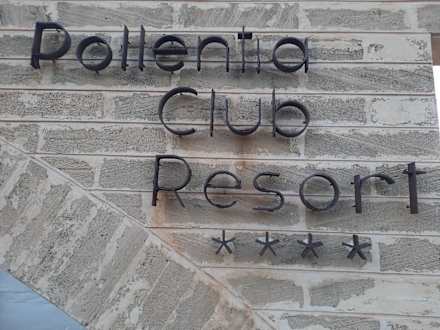 Pollentia
Club
Resort
****